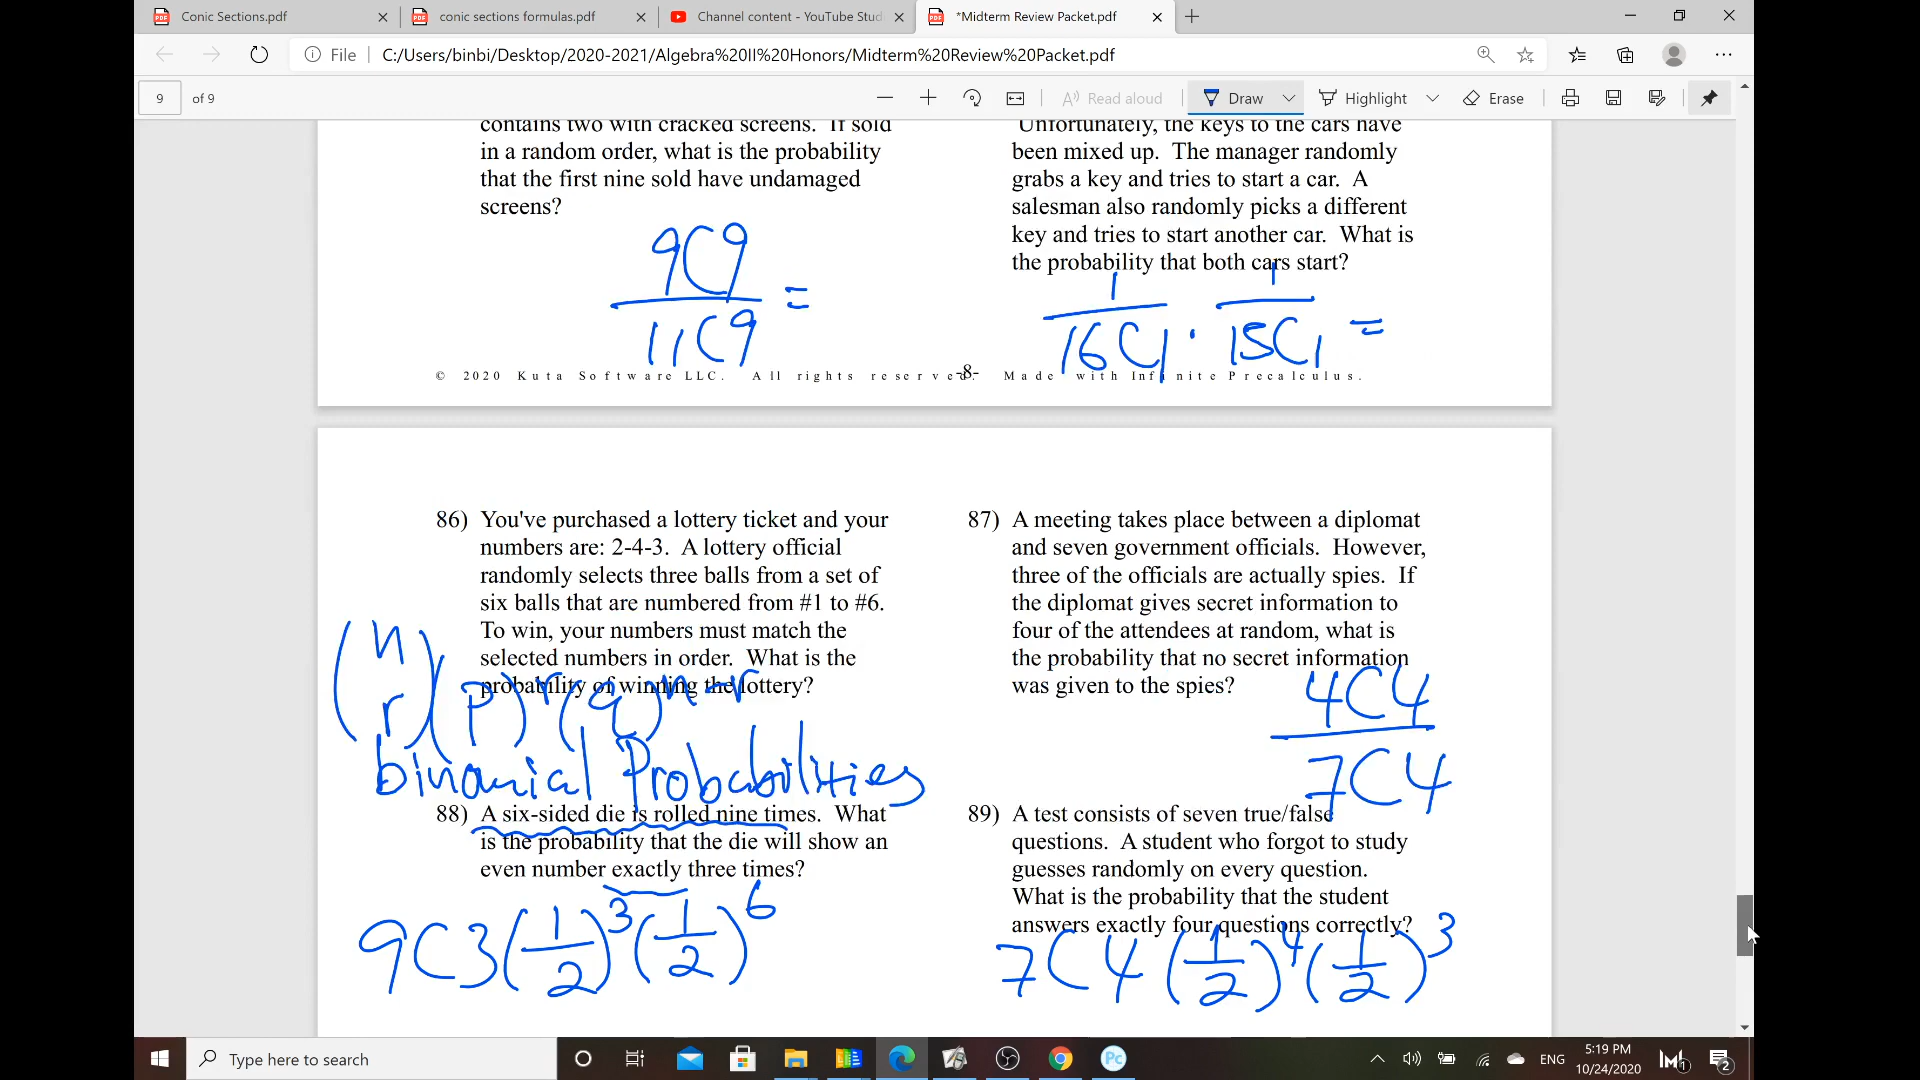 Conic Sections.pdf
conic sections formulas.pdf
Channel content - YouTube Stud
*Midterm Review Packet.pdf
File
C:/Users/binbi/Desktop/2020-2021/Algebra%20II%20Honors/Midterm%20Review%20Packet.pdf
9 of 9
Read aloud
Draw
Highlight
Erase
contains two with cracked screens. If sold
in a random order, what is the probability
that the first nine sold have undamaged
screens?
9C9
11C9
=
Unfortunately, the keys to the cars have
been mixed up. The manager randomly
grabs a key and tries to start a car. A
salesman also randomly picks a different
key and tries to start another car. What is
the probability that both cars start?
1 1
16C1 · 15C1 =
© 2020 Kuta Software LLC. All rights reserved. -8- Made with Infinite Precalculus.
86) You've purchased a lottery ticket and your
numbers are: 2-4-3. A lottery official
randomly selects three balls from a set of
six balls that are numbered from #1 to #6.
To win, your numbers must match the
selected numbers in order. What is the
probability of winning the lottery?
(n r)(p)^r(q)^n-r
binomial Probabilities
87) A meeting takes place between a diplomat
and seven government officials. However,
three of the officials are actually spies. If
the diplomat gives secret information to
four of the attendees at random, what is
the probability that no secret information
was given to the spies?
4C4
7C4
88) A six-sided die is rolled nine times. What
is the probability that the die will show an
even number exactly three times?
9C3(1/2)^3(1/2)^6
89) A test consists of seven true/false
questions. A student who forgot to study
guesses randomly on every question.
What is the probability that the student
answers exactly four questions correctly?
7C4(1/2)^4(1/2)^3
Type here to search
ENG
5:19 PM
10/24/2020